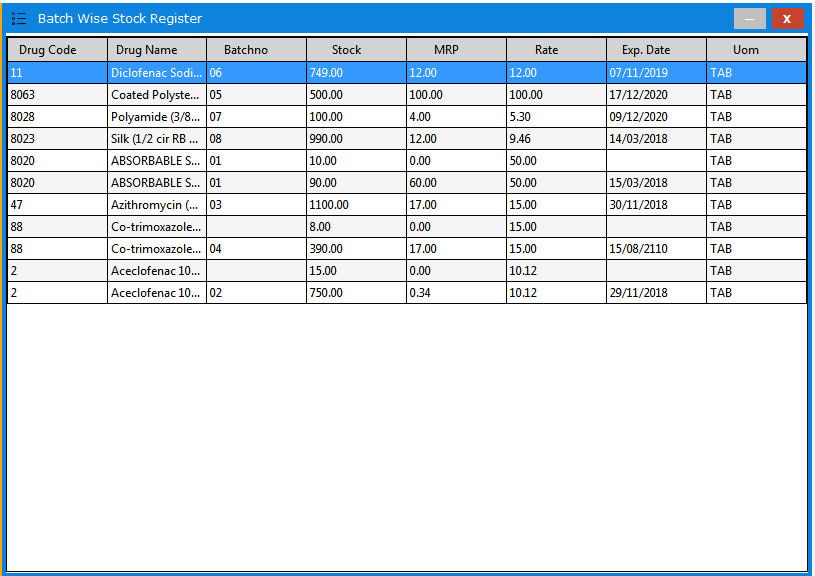 Batch Wise Stock Register
Drug Code Drug Name Batchno Stock MRP Rate Exp. Date Uom
11 Diclofenac Sodi... 06 749.00 12.00 12.00 07/11/2019 TAB
8063 Coated Polyste... 05 500.00 100.00 100.00 17/12/2020 TAB
8028 Polyamide (3/8... 07 100.00 4.00 5.30 09/12/2020 TAB
8023 Silk (1/2 cir RB ... 08 990.00 12.00 9.46 14/03/2018 TAB
8020 ABSORBABLE S... 01 10.00 0.00 50.00 TAB
8020 ABSORBABLE S... 01 90.00 60.00 50.00 15/03/2018 TAB
47 Azithromycin (... 03 1100.00 17.00 15.00 30/11/2018 TAB
88 Co-trimoxazole... 8.00 0.00 15.00 TAB
88 Co-trimoxazole... 04 390.00 17.00 15.00 15/08/2110 TAB
2 Aceclofenac 10... 15.00 0.00 10.12 TAB
2 Aceclofenac 10... 02 750.00 0.34 10.12 29/11/2018 TAB